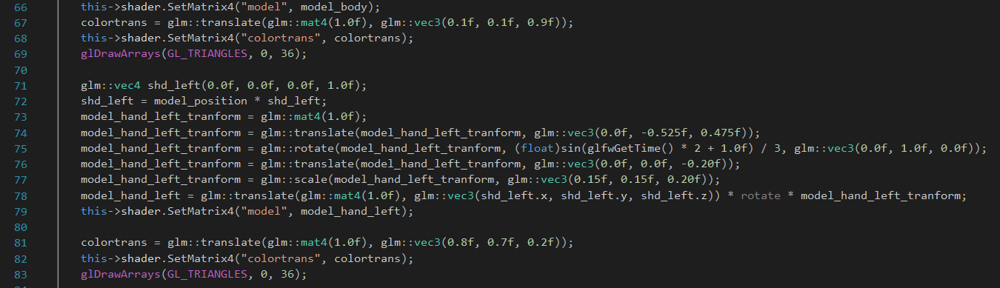 66 this->shader.SetMatrix4("model", model_body);
67 colortrans = glm::translate(glm::mat4(1.0f), glm::vec3(0.1f, 0.1f, 0.9f));
68 this->shader.SetMatrix4("colortrans", colortrans);
69 glDrawArrays(GL_TRIANGLES, 0, 36);
70
71 glm::vec4 shd_left(0.0f, 0.0f, 0.0f, 1.0f);
72 shd_left = model_position * shd_left;
73 model_hand_left_tranform = glm::mat4(1.0f);
74 model_hand_left_tranform = glm::translate(model_hand_left_tranform, glm::vec3(0.0f, -0.525f, 0.475f));
75 model_hand_left_tranform = glm::rotate(model_hand_left_tranform, (float)sin(glfwGetTime() * 2 + 1.0f) / 3, glm::vec3(0.0f, 1.0f, 0.0f));
76 model_hand_left_tranform = glm::translate(model_hand_left_tranform, glm::vec3(0.0f, 0.0f, -0.20f));
77 model_hand_left_tranform = glm::scale(model_hand_left_tranform, glm::vec3(0.15f, 0.15f, 0.20f));
78 model_hand_left = glm::translate(glm::mat4(1.0f), glm::vec3(shd_left.x, shd_left.y, shd_left.z)) * rotate * model_hand_left_tranform;
79 this->shader.SetMatrix4("model", model_hand_left);
80
81 colortrans = glm::translate(glm::mat4(1.0f), glm::vec3(0.8f, 0.7f, 0.2f));
82 this->shader.SetMatrix4("colortrans", colortrans);
83 glDrawArrays(GL_TRIANGLES, 0, 36);